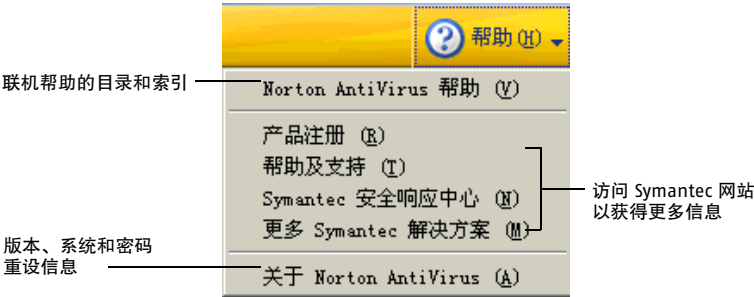 帮助(H)
联机帮助的目录和索引
Norton AntiVirus 帮助 (V)
产品注册 (R)
帮助及支持 (T)
Symantec 安全响应中心 (N)
更多 Symantec 解决方案 (M)
访问 Symantec 网站
以获得更多信息
版本、系统和密码
重设信息
关于 Norton AntiVirus (A)